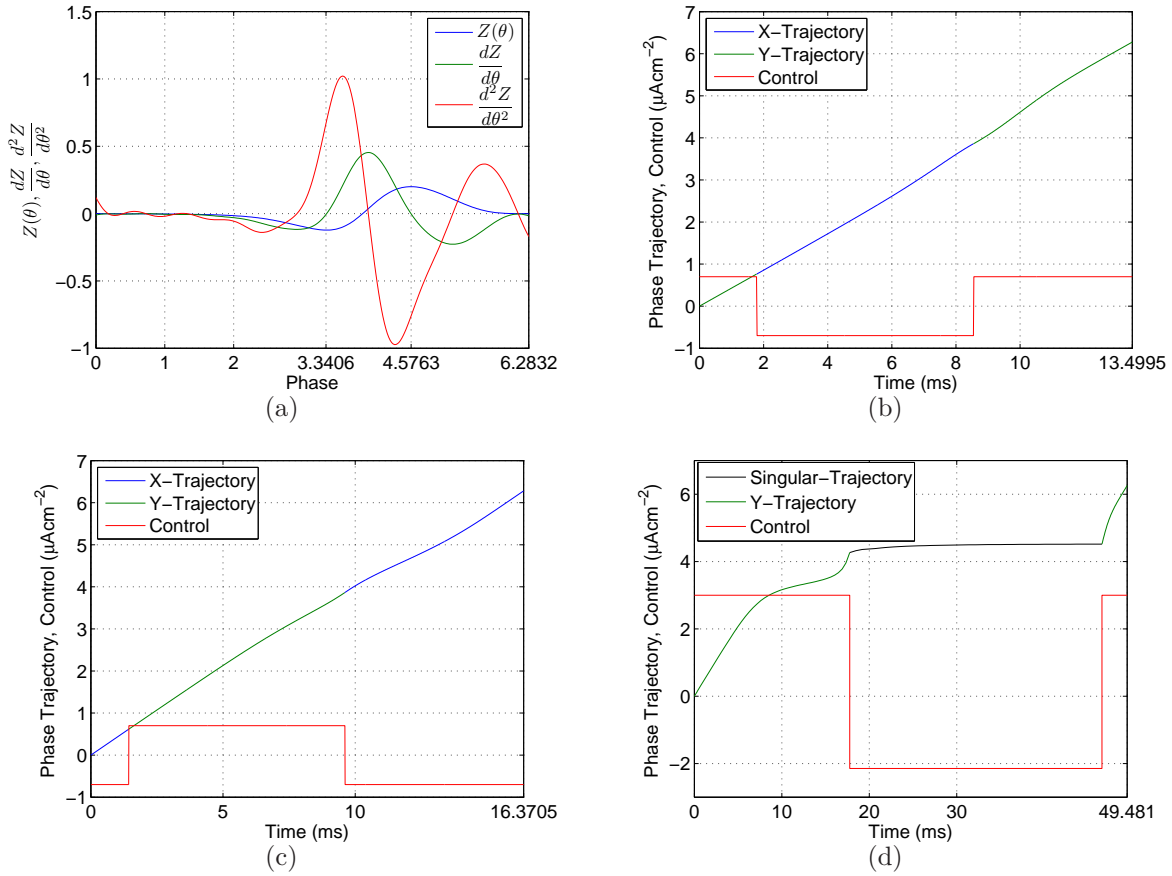 1.5
1
0.5
0
−0.5
−1
0
1
2
3.3406
4.5763
6.2832
Z(θ), dZ/dθ, d²Z/dθ²
Z(θ)
dZ/dθ
d²Z/dθ²
Phase
(a)
7
6
5
4
3
2
1
0
−1
0
2
4
6
8
10
13.4995
Phase Trajectory, Control (µAcm⁻²)
X−Trajectory
Y−Trajectory
Control
Time (ms)
(b)
7
6
5
4
3
2
1
0
−1
0
5
10
16.3705
Phase Trajectory, Control (µAcm⁻²)
X−Trajectory
Y−Trajectory
Control
Time (ms)
(c)
6
4
2
0
−2
0
10
20
30
49.481
Phase Trajectory, Control (µAcm⁻²)
Singular−Trajectory
Y−Trajectory
Control
Time (ms)
(d)